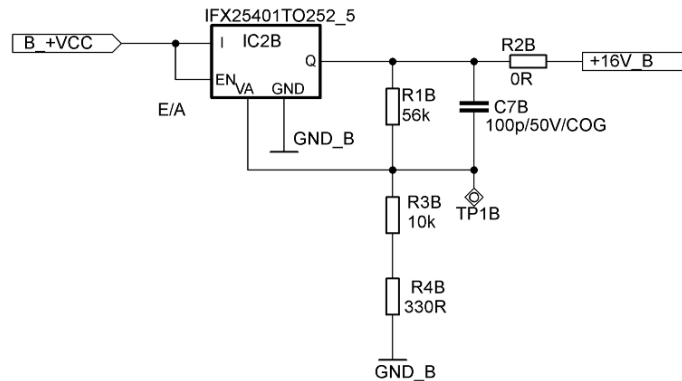 IFX25401TO252_5
B_+VCC
I
IC2B
Q
EN
VA
GND
E/A
GND_B
R2B
0R
+16V_B
R1B
56k
C7B
100p/50V/COG
TP1B
R3B
10k
R4B
330R
GND_B